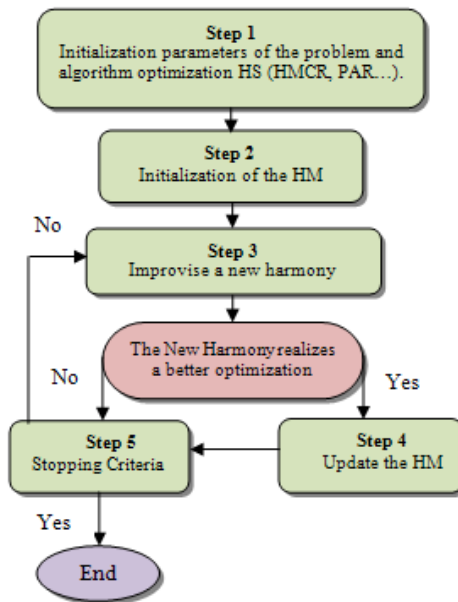 Step 1
Initialization parameters of the problem and
algorithm optimization HS (HMCR, PAR…).
Step 2
Initialization of the HM
No
Step 3
Improvise a new harmony
The New Harmony realizes
a better optimization
No
Yes
Step 5
Stopping Criteria
Step 4
Update the HM
Yes
End